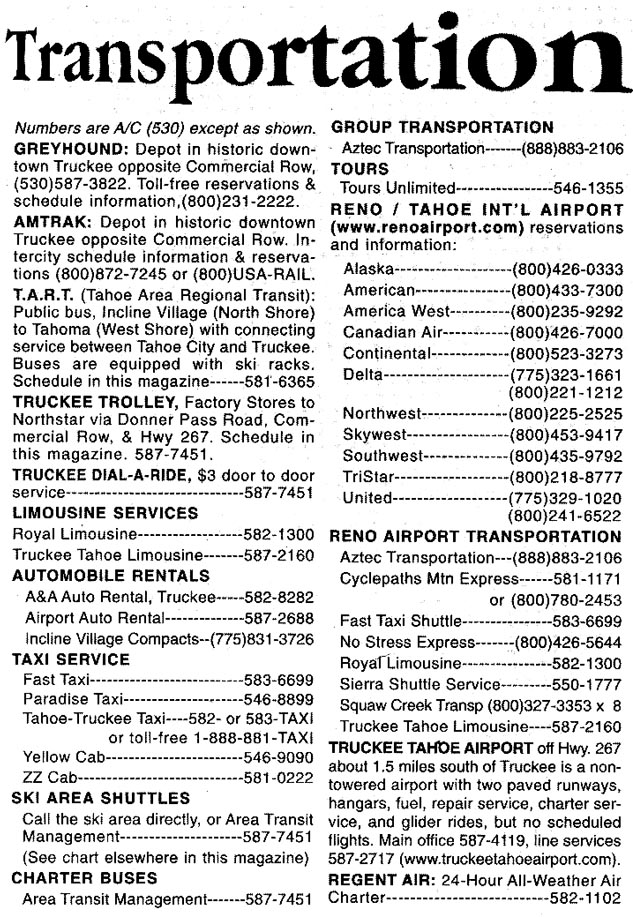 Transportation
Numbers are A/C (530) except as shown.
GREYHOUND: Depot in historic down-
town Truckee opposite Commercial Row,
(530)587-3822. Toll-free reservations &
schedule information,(800)231-2222.
AMTRAK: Depot in historic downtown
Truckee opposite Commercial Row. In-
tercity schedule information & reserva-
tions (800)872-7245 or (800)USA-RAIL.
T.A.R.T. (Tahoe Area Regional Transit):
Public bus, Incline Village (North Shore)
to Tahoma (West Shore) with connecting
service between Tahoe City and Truckee.
Buses are equipped with ski racks.
Schedule in this magazine------581-6365
TRUCKEE TROLLEY, Factory Stores to
Northstar via Donner Pass Road, Com-
mercial Row, & Hwy 267. Schedule in
this magazine. 587-7451.
TRUCKEE DIAL-A-RIDE, $3 door to door
service-------------------------------587-7451
LIMOUSINE SERVICES
Royal Limousine------------------582-1300
Truckee Tahoe Limousine-------587-2160
AUTOMOBILE RENTALS
A&A Auto Rental, Truckee-----582-8282
Airport Auto Rental--------------587-2688
Incline Village Compacts--(775)831-3726
TAXI SERVICE
Fast Taxi---------------------------583-6699
Paradise Taxi---------------------546-8899
Tahoe-Truckee Taxi----582- or 583-TAXI
or toll-free 1-888-881-TAXI
Yellow Cab------------------------546-9090
ZZ Cab-----------------------------581-0222
SKI AREA SHUTTLES
Call the ski area directly, or Area Transit
Management---------------------587-7451
(See chart elsewhere in this magazine)
CHARTER BUSES
Area Transit Management-------587-7451
GROUP TRANSPORTATION
Aztec Transportation-------(888)883-2106
TOURS
Tours Unlimited-----------------546-1355
RENO / TAHOE INT'L AIRPORT
(www.renoairport.com) reservations
and information:
Alaska--------------------(800)426-0333
American-----------------(800)433-7300
America West-----------(800)235-9292
Canadian Air------------(800)426-7000
Continental--------------(800)523-3273
Delta----------------------(775)323-1661
(800)221-1212
Northwest---------------(800)225-2525
Skywest------------------(800)453-9417
Southwest---------------(800)435-9792
TriStar--------------------(800)218-8777
United--------------------(775)329-1020
(800)241-6522
RENO AIRPORT TRANSPORTATION
Aztec Transportation---(888)883-2106
Cyclepaths Mtn Express------581-1171
or (800)780-2453
Fast Taxi Shuttle---------------583-6699
No Stress Express-------(800)426-5644
Royal Limousine---------------582-1300
Sierra Shuttle Service---------550-1777
Squaw Creek Transp (800)327-3353 x 8
Truckee Tahoe Limousine----587-2160
TRUCKEE TAHOE AIRPORT off Hwy. 267
about 1.5 miles south of Truckee is a non-
towered airport with two paved runways,
hangars, fuel, repair service, charter ser-
vice, and glider rides, but no scheduled
flights. Main office 587-4119, line services
587-2717 (www.truckeetahoeairport.com).
REGENT AIR: 24-Hour All-Weather Air
Charter-----------------------------582-1102